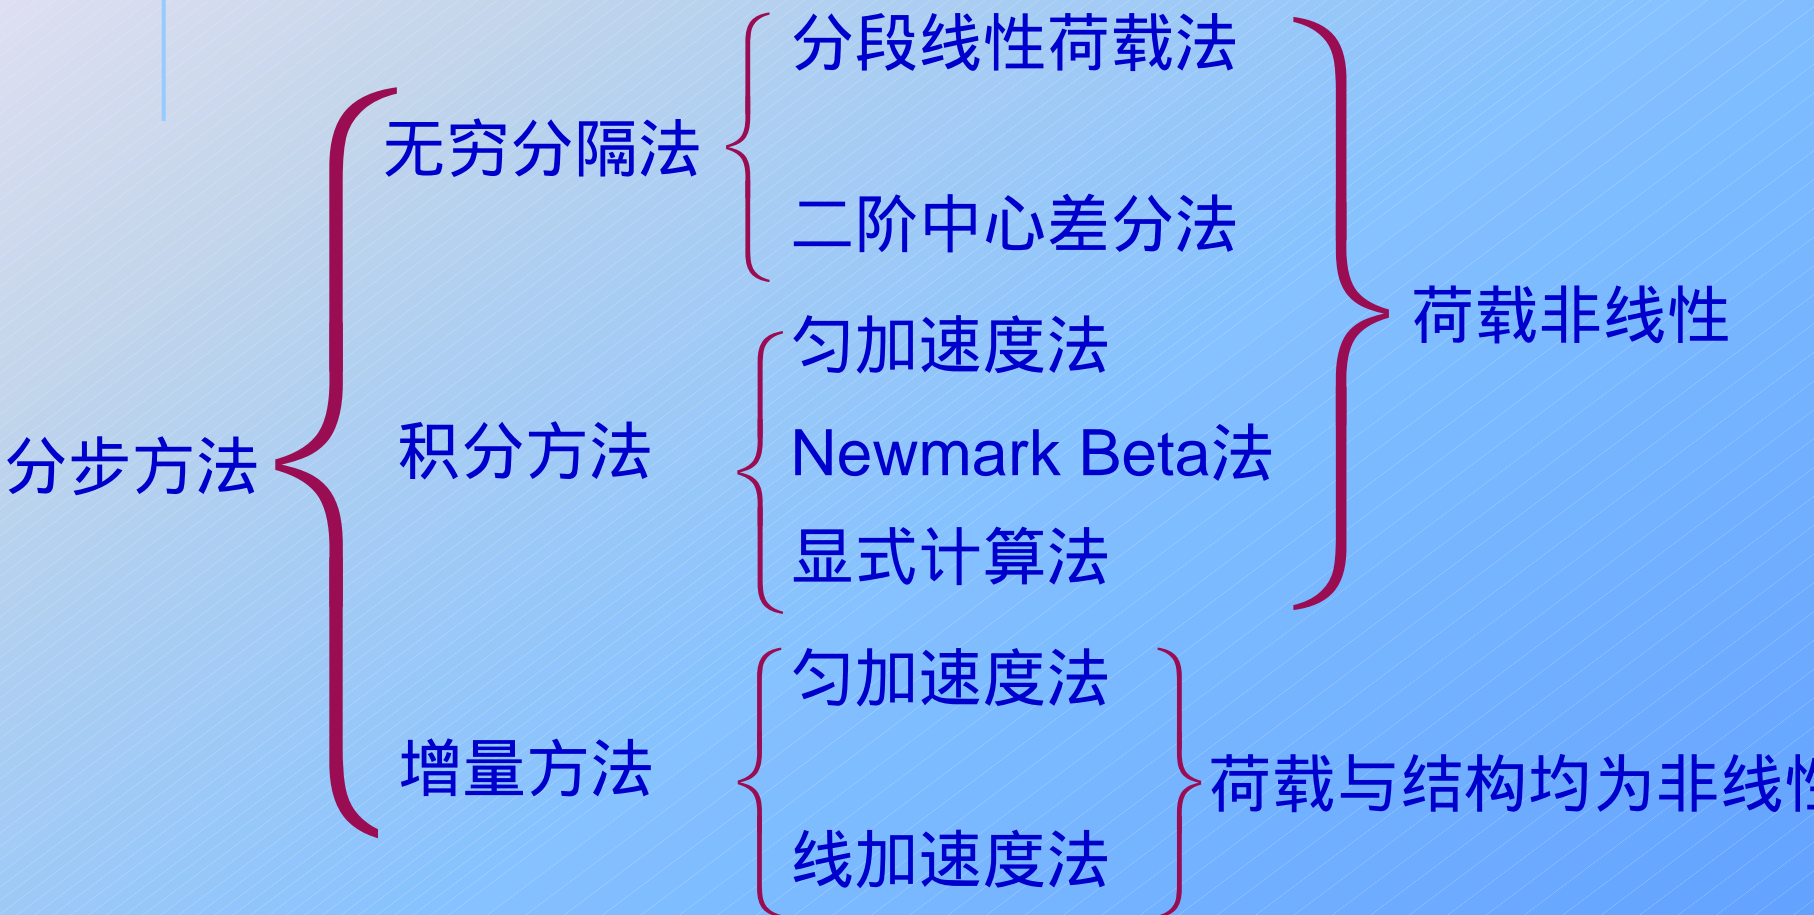 分段线性荷载法
无穷分隔法
二阶中心差分法
荷载非线性
匀加速度法
积分方法
Newmark Beta法
分步方法
显式计算法
匀加速度法
增量方法
荷载与结构均为非线性
线加速度法